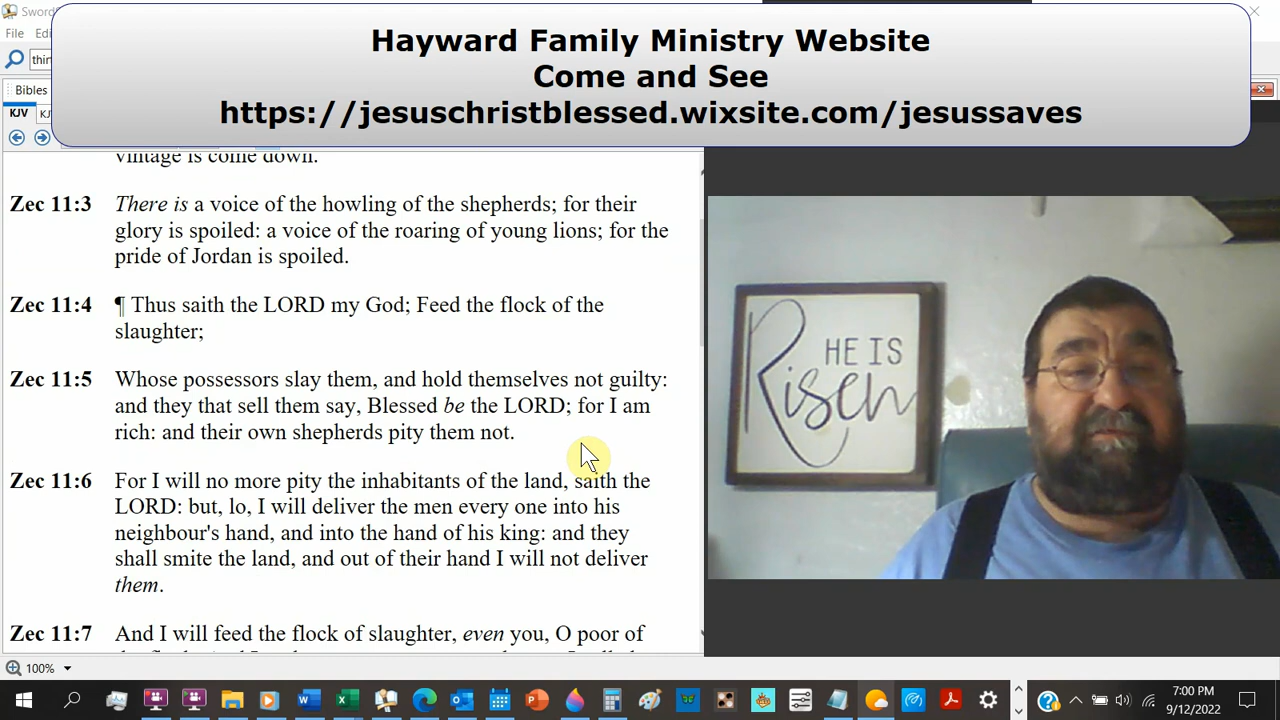 Sword
Hayward Family Ministry Website
Come and See
https://jesuschristblessed.wixsite.com/jesussaves
File
Bibles
KJV
vintage is come down.
Zec 11:3 There is a voice of the howling of the shepherds; for their
glory is spoiled: a voice of the roaring of young lions; for the
pride of Jordan is spoiled.
Zec 11:4 ¶ Thus saith the LORD my God; Feed the flock of the
slaughter;
Zec 11:5 Whose possessors slay them, and hold themselves not guilty:
and they that sell them say, Blessed be the LORD; for I am
rich: and their own shepherds pity them not.
Zec 11:6 For I will no more pity the inhabitants of the land, saith the
LORD: but, lo, I will deliver the men every one into his
neighbour's hand, and into the hand of his king: and they
shall smite the land, and out of their hand I will not deliver
them.
Zec 11:7 And I will feed the flock of slaughter, even you, O poor of
HE IS
Risen
100%
7:00 PM
9/12/2022